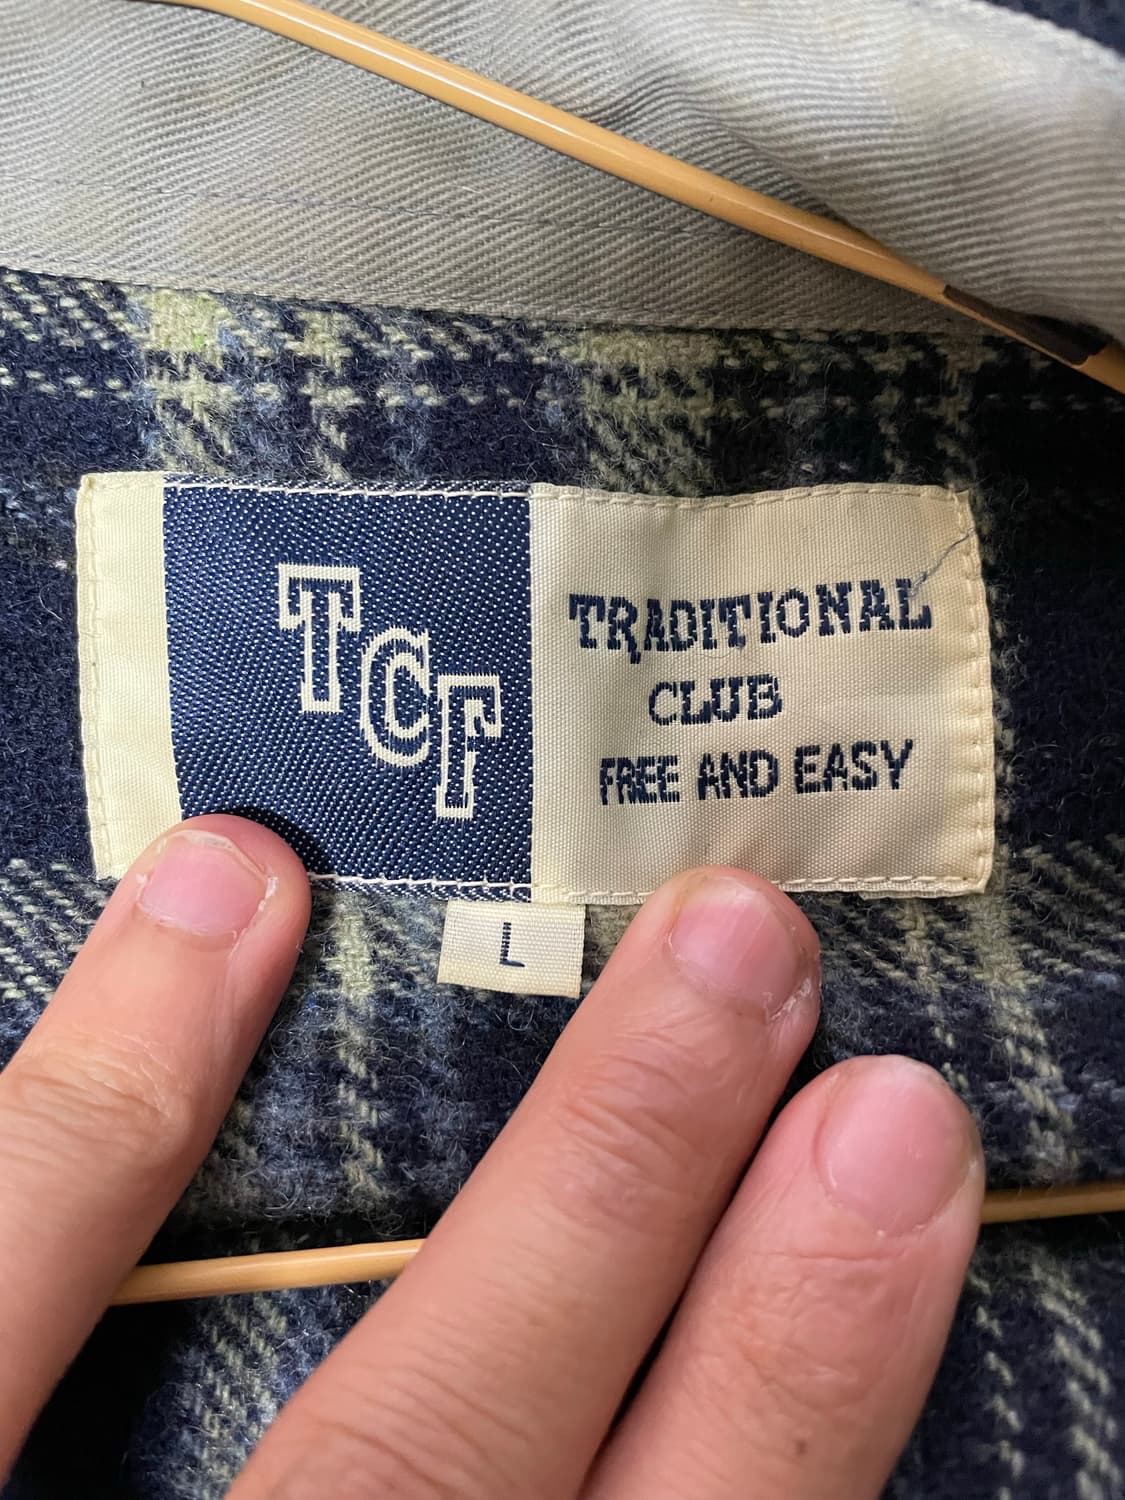 TCF
TRADITIONAL
CLUB
FREE AND EASY
L